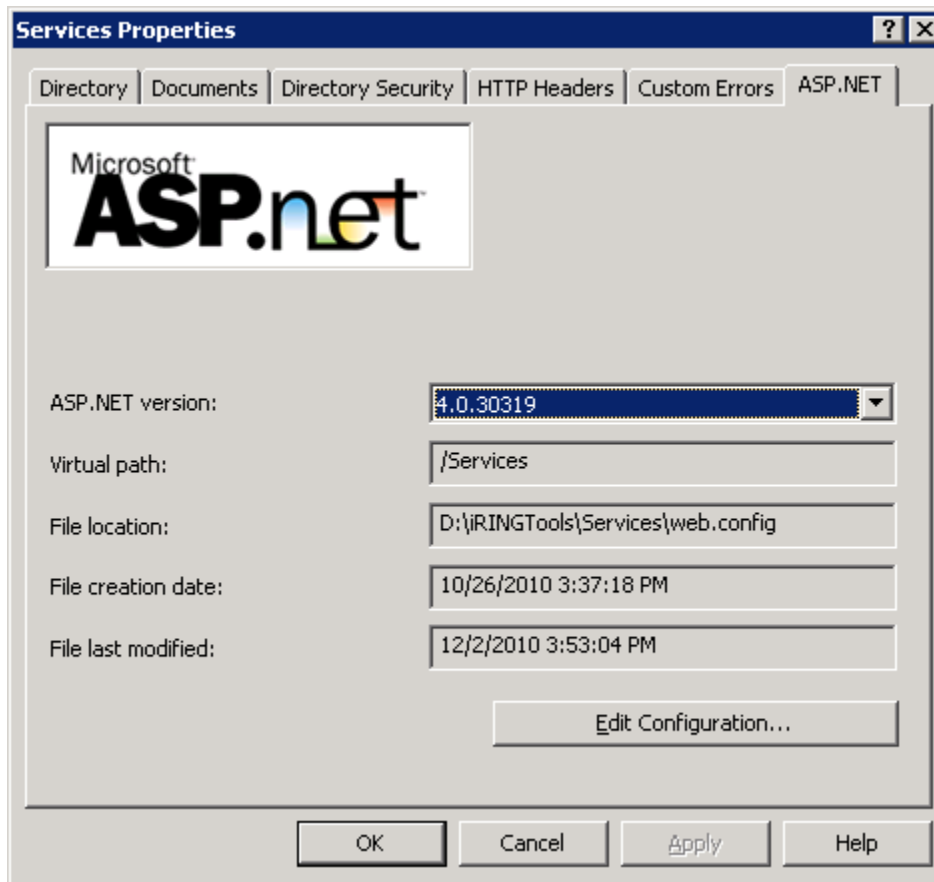 Services Properties
Directory Documents Directory Security HTTP Headers Custom Errors ASP.NET
Microsoft
ASP.net
ASP.NET version: 4.0.30319
Virtual path: /Services
File location: D:\iRINGTools\Services\web.config
File creation date: 10/26/2010 3:37:18 PM
File last modified: 12/2/2010 3:53:04 PM
Edit Configuration...
OK Cancel Apply Help